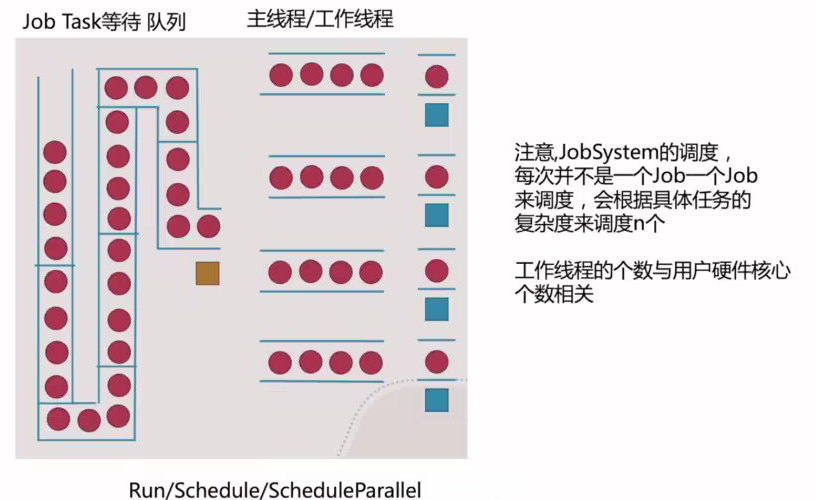 Job Task等待 队列
主线程/工作线程
注意,JobSystem的调度，
每次并不是一个Job一个Job
来调度，会根据具体任务的
复杂度来调度n个
工作线程的个数与用户硬件核心
个数相关
Run/Schedule/ScheduleParallel